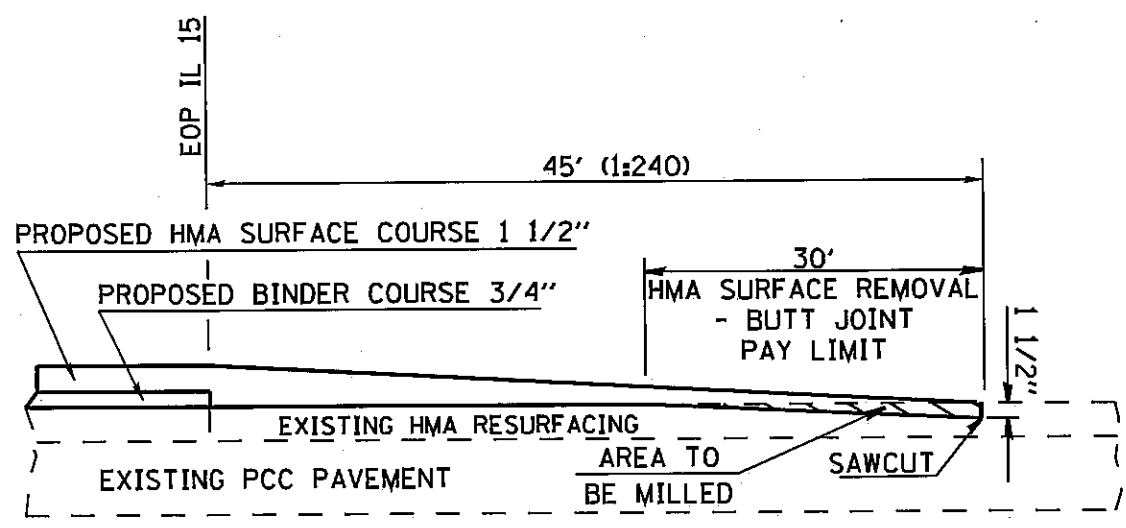 EOP IL 15
45' (1:240)
PROPOSED HMA SURFACE COURSE 1 1/2"
30'
PROPOSED BINDER COURSE 3/4"
HMA SURFACE REMOVAL
- BUTT JOINT
PAY LIMIT
1 1/2"
EXISTING HMA RESURFACING
AREA TO
BE MILLED
SAWCUT
EXISTING PCC PAVEMENT